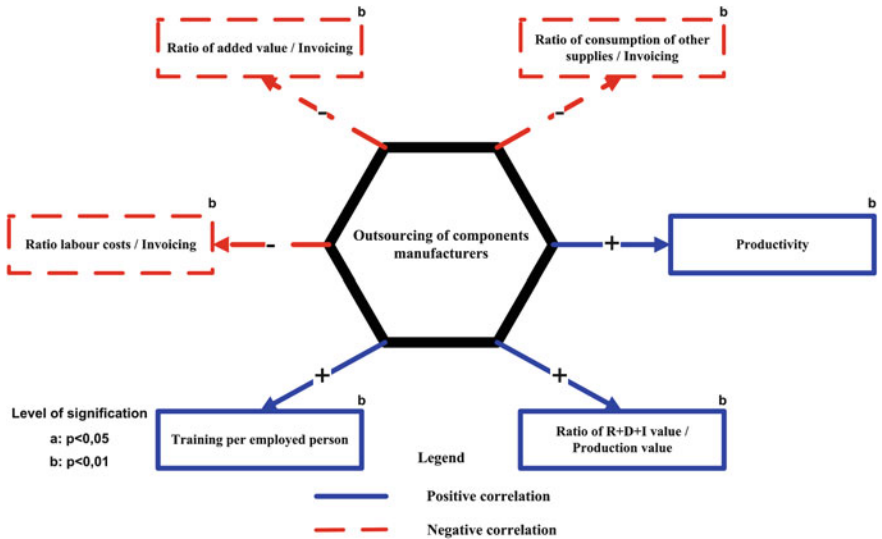 b
b
Ratio of added value / Invoicing
Ratio of consumption of other
supplies / Invoicing
-
-
b
b
Ratio labour costs / Invoicing
-
Outsourcing of components
manufacturers
+
Productivity
+
+
b
b
Level of signification
a: p<0,05
b: p<0,01
Training per employed person
Ratio of R+D+I value /
Production value
Legend
Positive correlation
Negative correlation